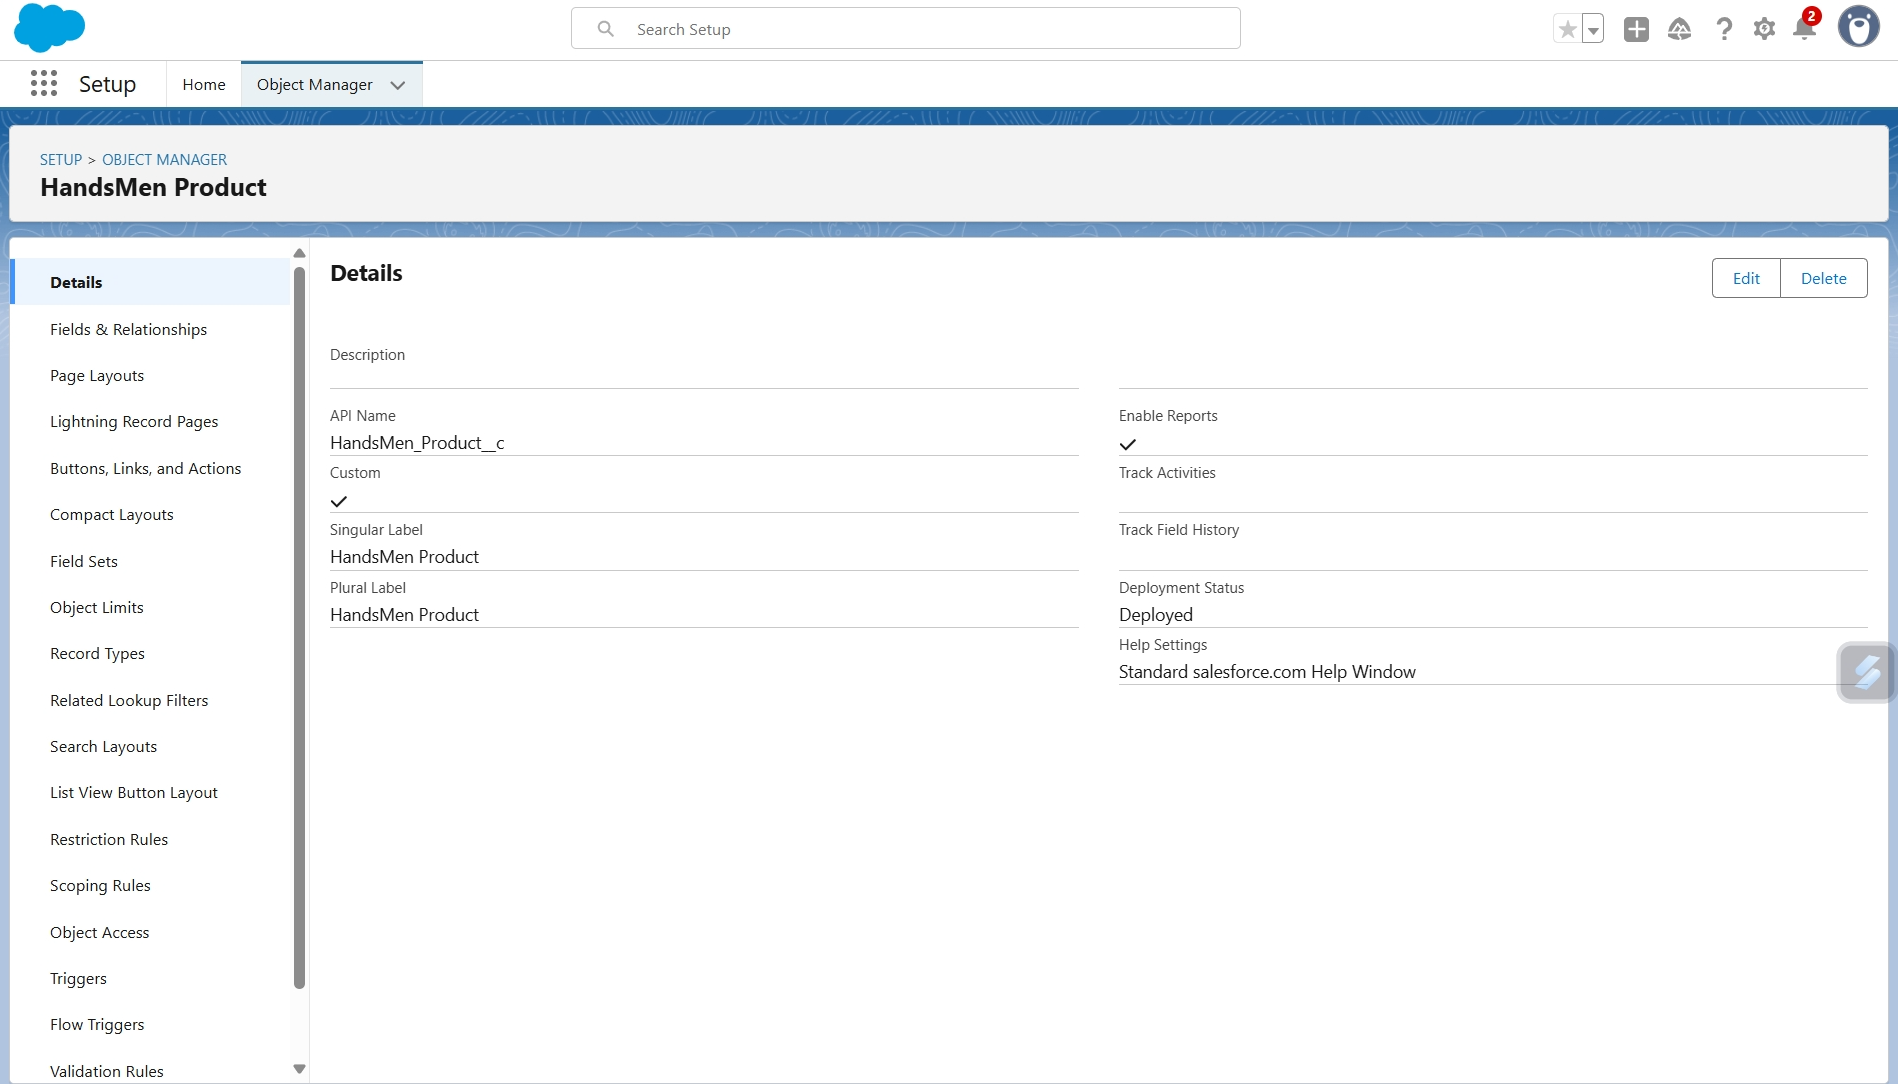 Search Setup
2
Setup
Home
Object Manager
SETUP > OBJECT MANAGER
HandsMen Product
Details
Fields & Relationships
Page Layouts
Lightning Record Pages
Buttons, Links, and Actions
Compact Layouts
Field Sets
Object Limits
Record Types
Related Lookup Filters
Search Layouts
List View Button Layout
Restriction Rules
Scoping Rules
Object Access
Triggers
Flow Triggers
Validation Rules
Details
Edit
Delete
Description
API Name
HandsMen_Product__c
Custom
Singular Label
HandsMen Product
Plural Label
HandsMen Product
Enable Reports
Track Activities
Track Field History
Deployment Status
Deployed
Help Settings
Standard salesforce.com Help Window